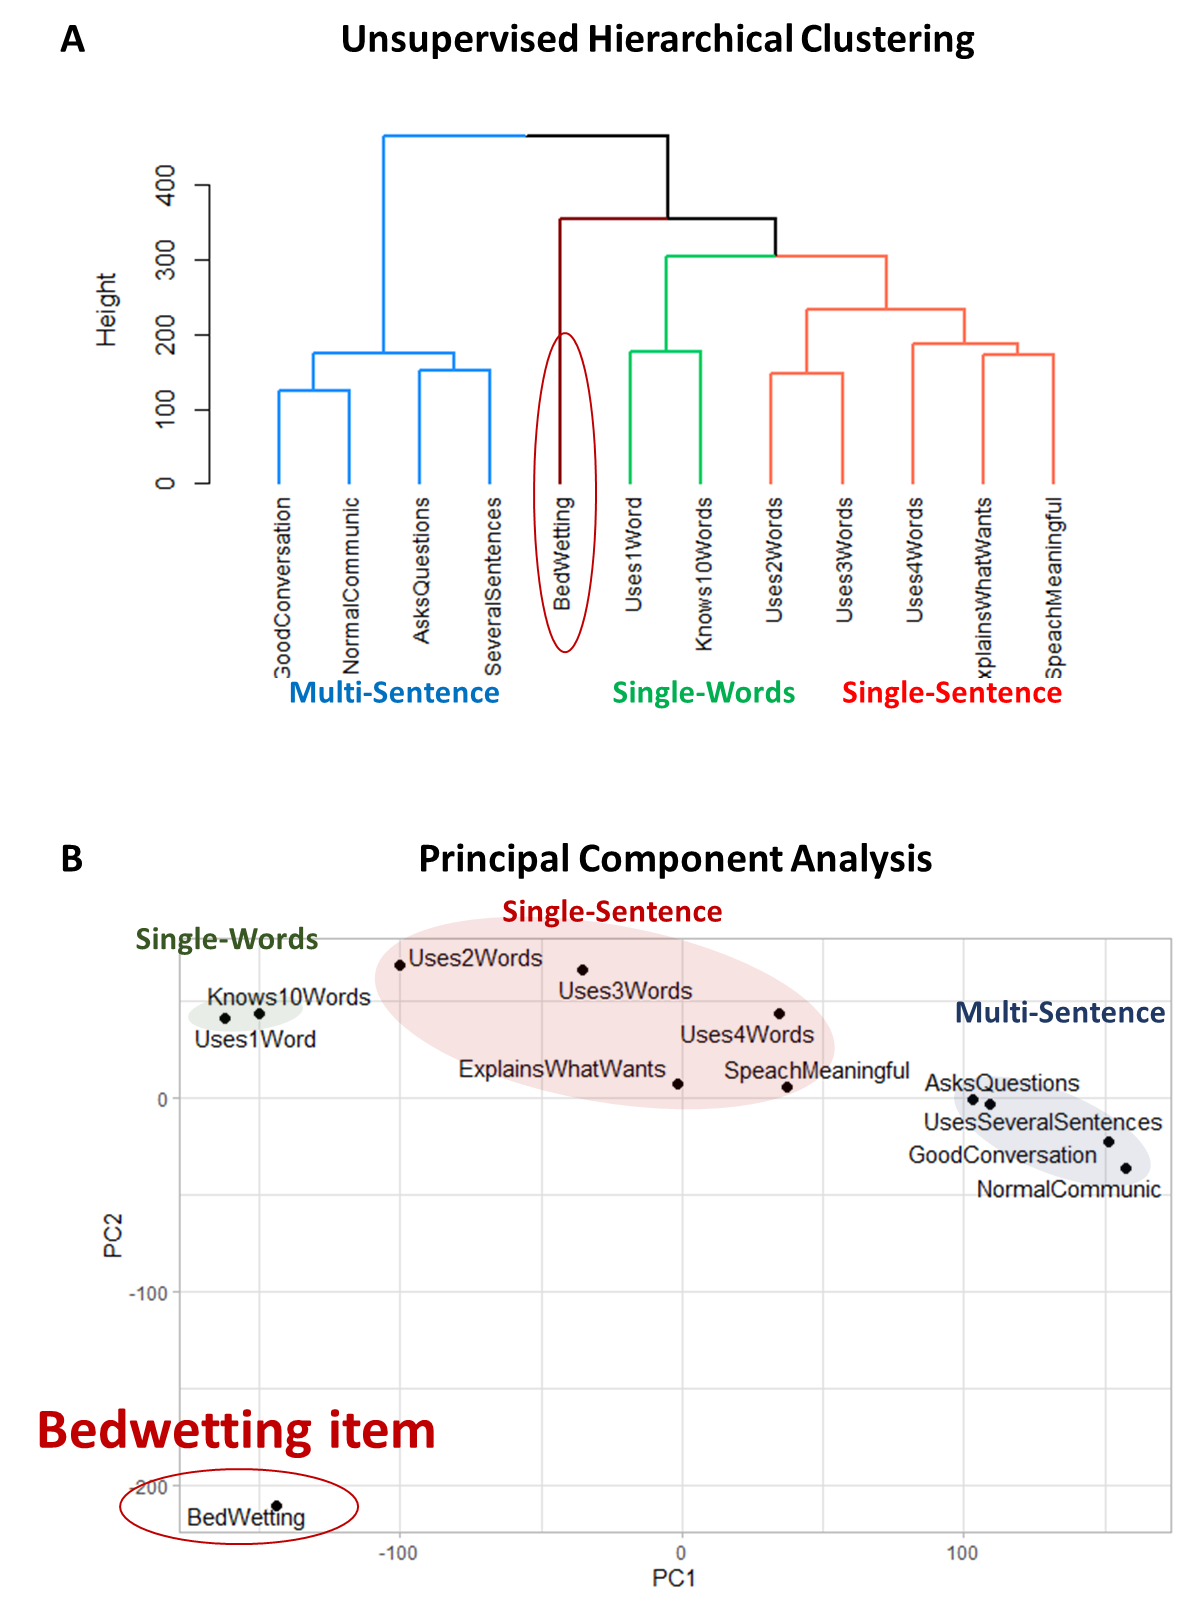 A
Unsupervised Hierarchical Clustering
Height
400
300
200
100
0
GoodConversation
NormalCommunic
AsksQuestions
SeveralSentences
BedWetting
Uses1Word
Knows10Words
Uses2Words
Uses3Words
Uses4Words
xplainsWhatWants
SpeachMeaningful
Multi-Sentence
Single-Words
Single-Sentence
B
Principal Component Analysis
Single-Sentence
Single-Words
Uses2Words
Uses3Words
Knows10Words
Uses1Word
Multi-Sentence
Uses4Words
ExplainsWhatWants
SpeachMeaningful
AsksQuestions
UsesSeveralSentences
GoodConversation
NormalCommunic
0
-100
-200
PC2
Bedwetting item
BedWetting
-100
0
100
PC1